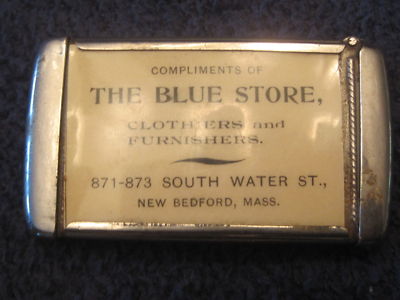 COMPLIMENTS OF
THE BLUE STORE,
CLOTHIERS and
FURNISHERS.
871-873 SOUTH WATER ST.,
NEW BEDFORD, MASS.